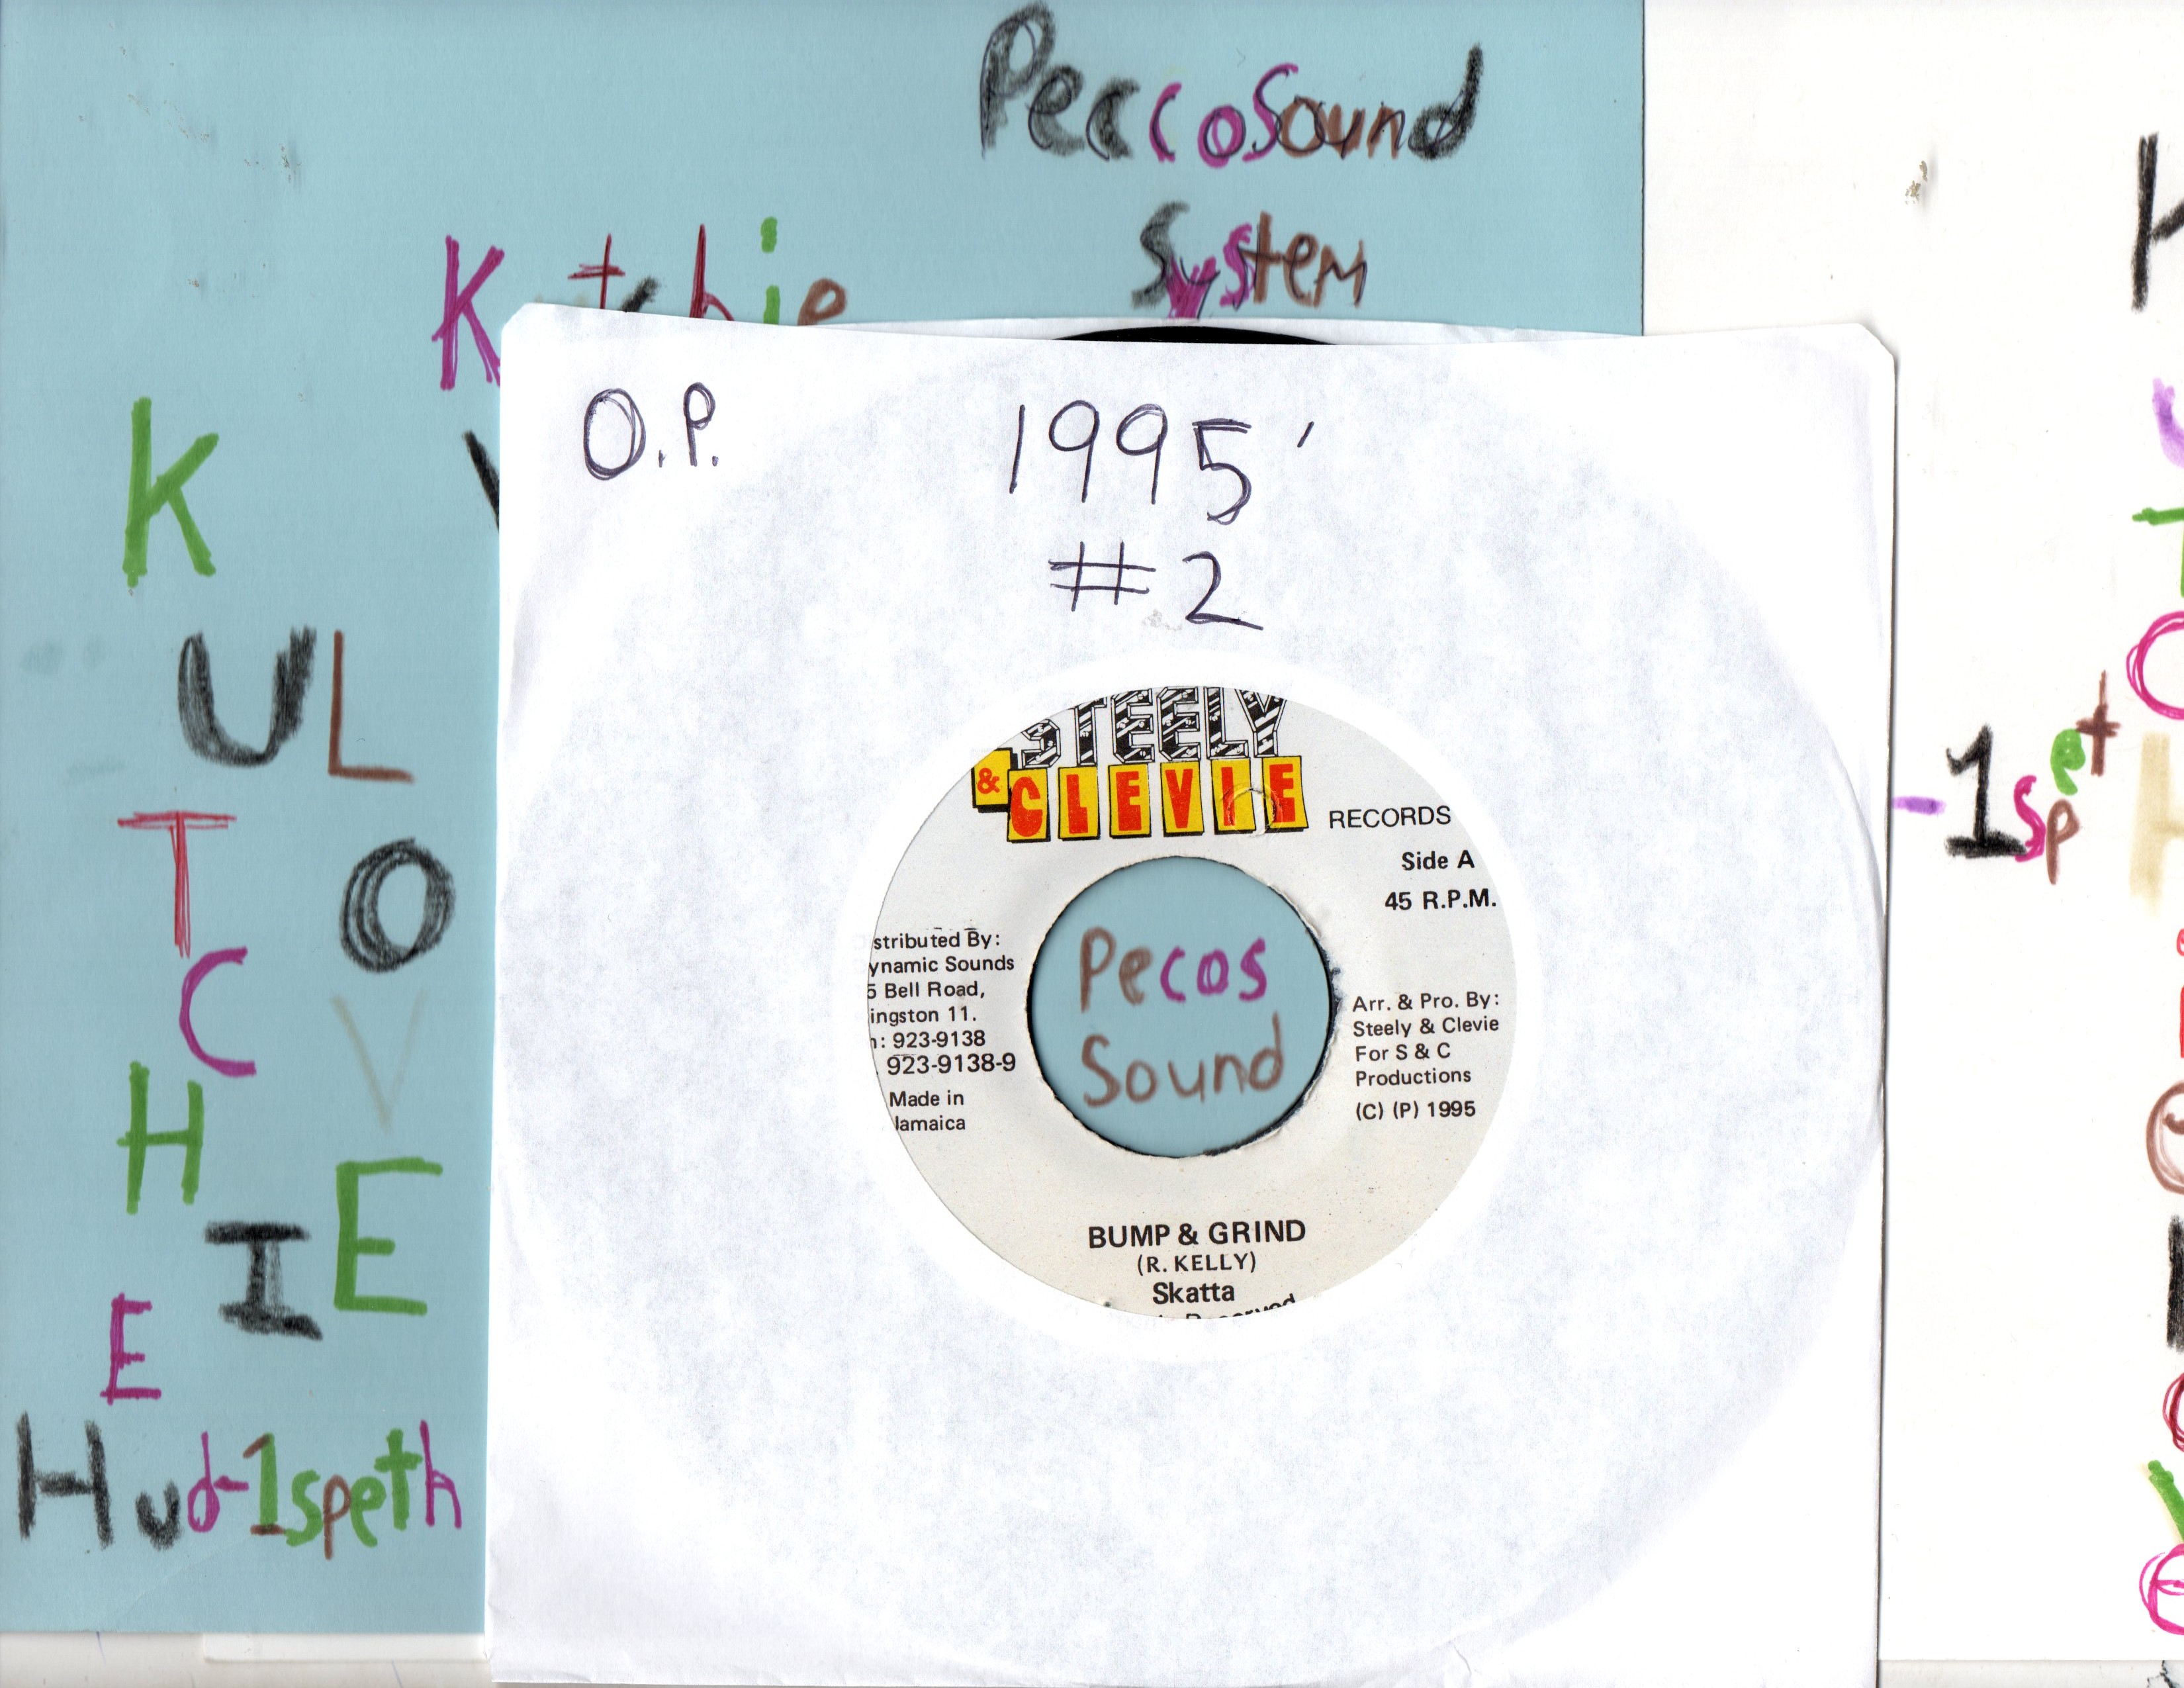 PeccoSound
System
K
U
T
C
H
I
E
L
O
V
E
Hud-1speth
O.P.
1995'
#2
STEELY
& CLEVIE
RECORDS
Side A
45 R.P.M.
stributed By:
ynamic Sounds
5 Bell Road,
ingston 11.
: 923-9138
923-9138-9
Made in
Jamaica
Pecos
Sound
Arr. & Pro. By:
Steely & Clevie
For S & C
Productions
(C) (P) 1995
BUMP & GRIND
(R. KELLY)
Skatta
-1spet